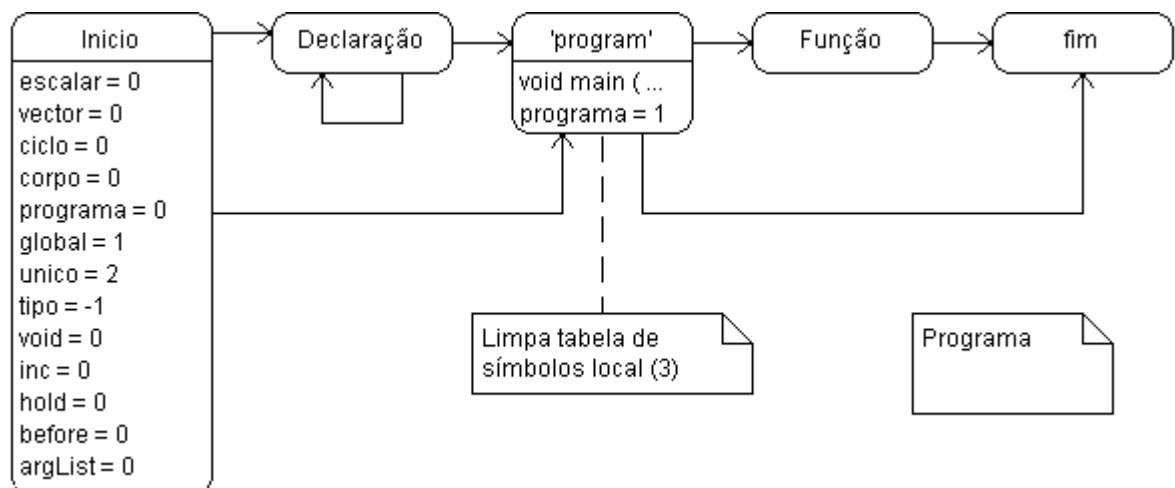 Inicio
escalar = 0
vector = 0
ciclo = 0
corpo = 0
programa = 0
global = 1
unico = 2
tipo = -1
void = 0
inc = 0
hold = 0
before = 0
argList = 0
Declaração
'program'
void main ( ...
programa = 1
Função
fim
Limpa tabela de
símbolos local (3)
Programa